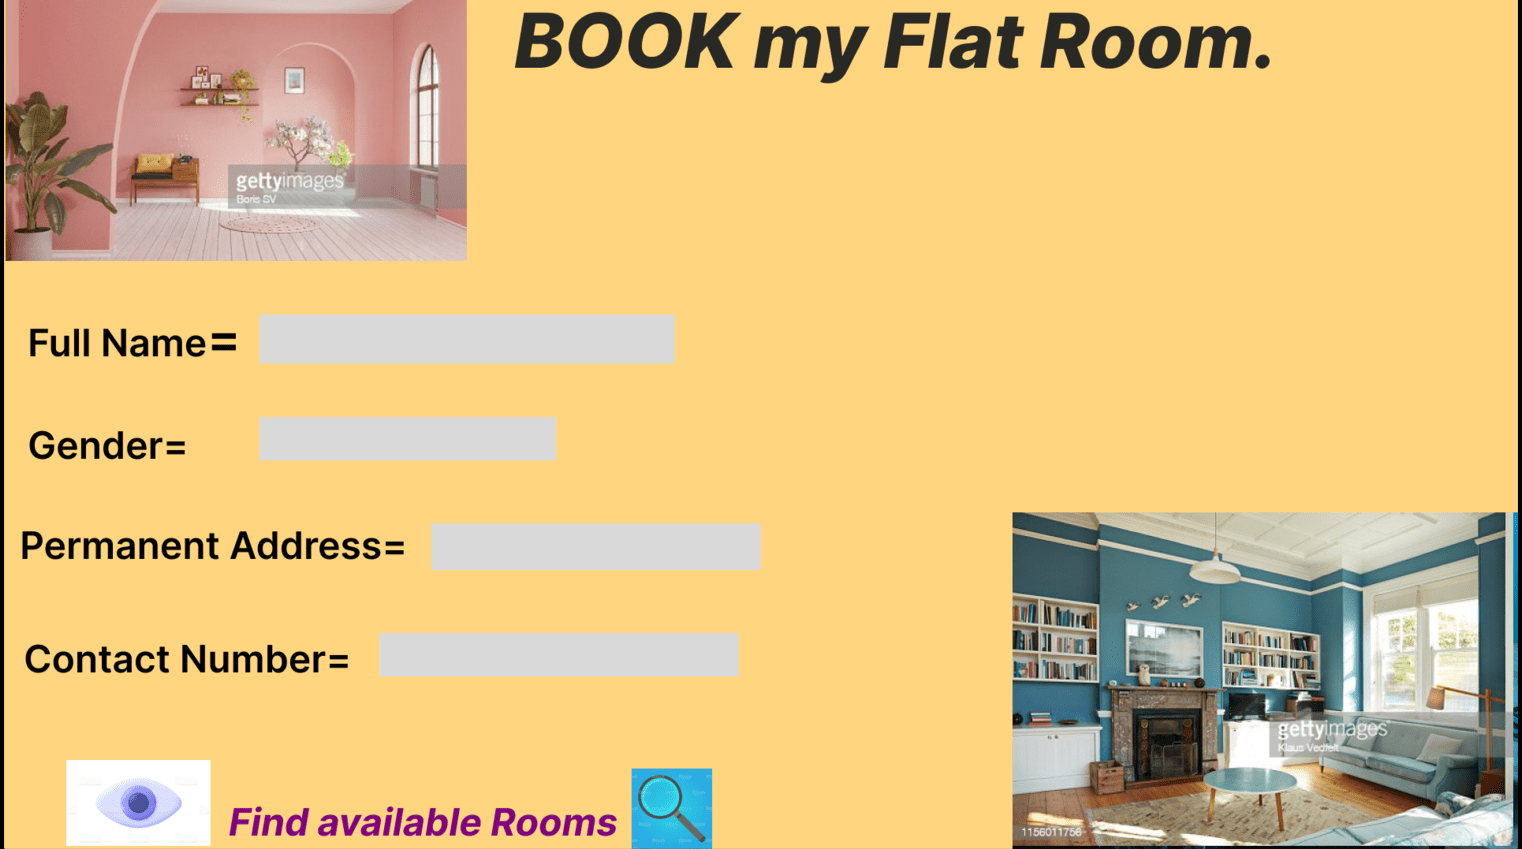 BOOK my Flat Room.
gettyimages
Boris SV
Full Name=
Gender=
Permanent Address=
Contact Number=
gettyimages
Klaus Vedfelt
1156011756
Find available Rooms